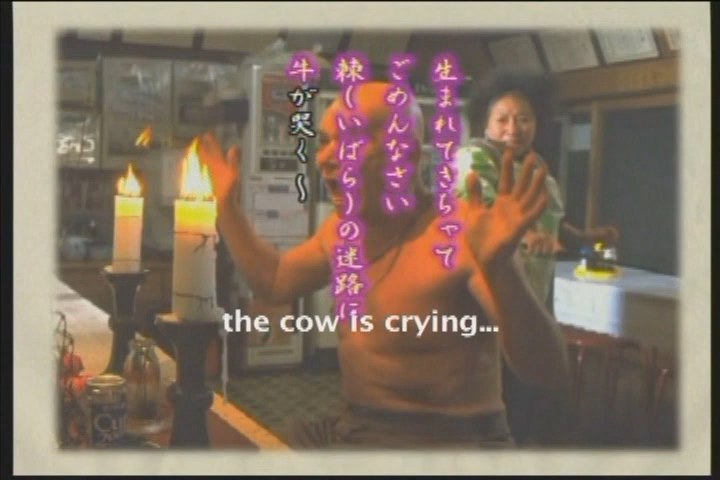 生まれてきちゃて
ごめんなさい
棘(いばら)の迷路に
牛が哭く〜
the cow is crying...